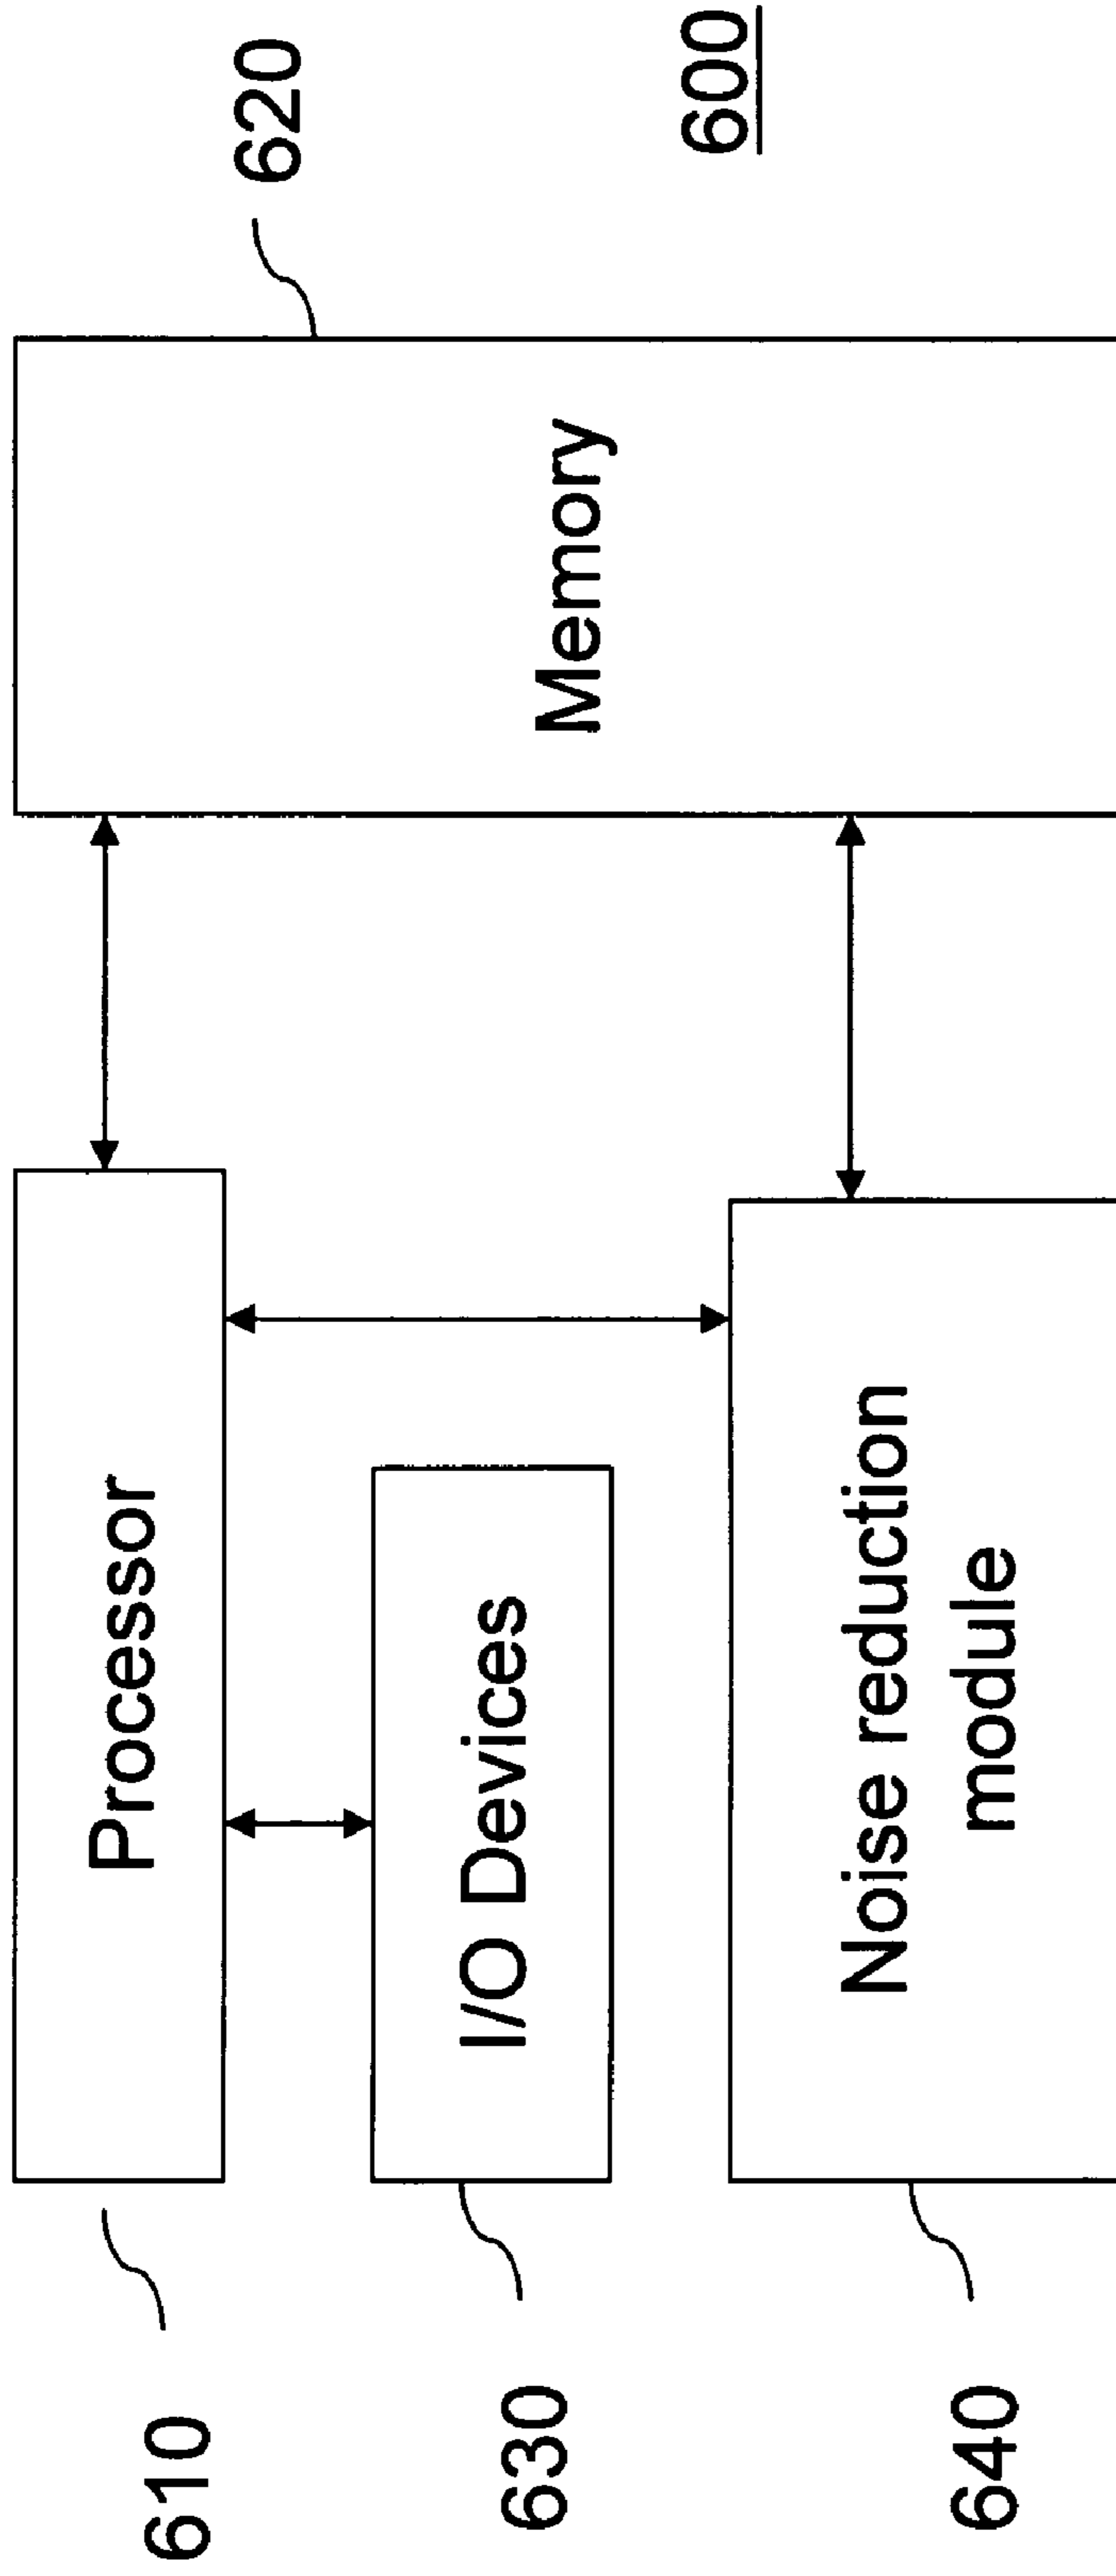 610
Processor
620
Memory
630
I/O Devices
600
640
Noise reduction
module